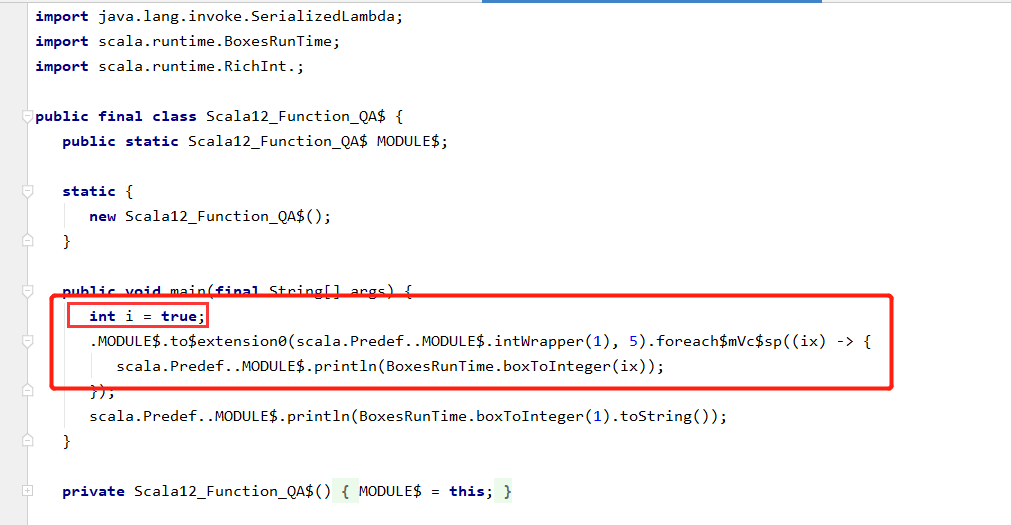 import java.lang.invoke.SerializedLambda;
import scala.runtime.BoxesRunTime;
import scala.runtime.RichInt.;
public final class Scala12_Function_QA$ {
public static Scala12_Function_QA$ MODULE$;
static {
new Scala12_Function_QA$();
}
public void main(final String[] args) {
int i = true;
.MODULE$.to$extension0(scala.Predef..MODULE$.intWrapper(1), 5).foreach$mVc$sp((ix) -> {
scala.Predef..MODULE$.println(BoxesRunTime.boxToInteger(ix));
});
scala.Predef..MODULE$.println(BoxesRunTime.boxToInteger(1).toString());
}
private Scala12_Function_QA$() { MODULE$ = this; }